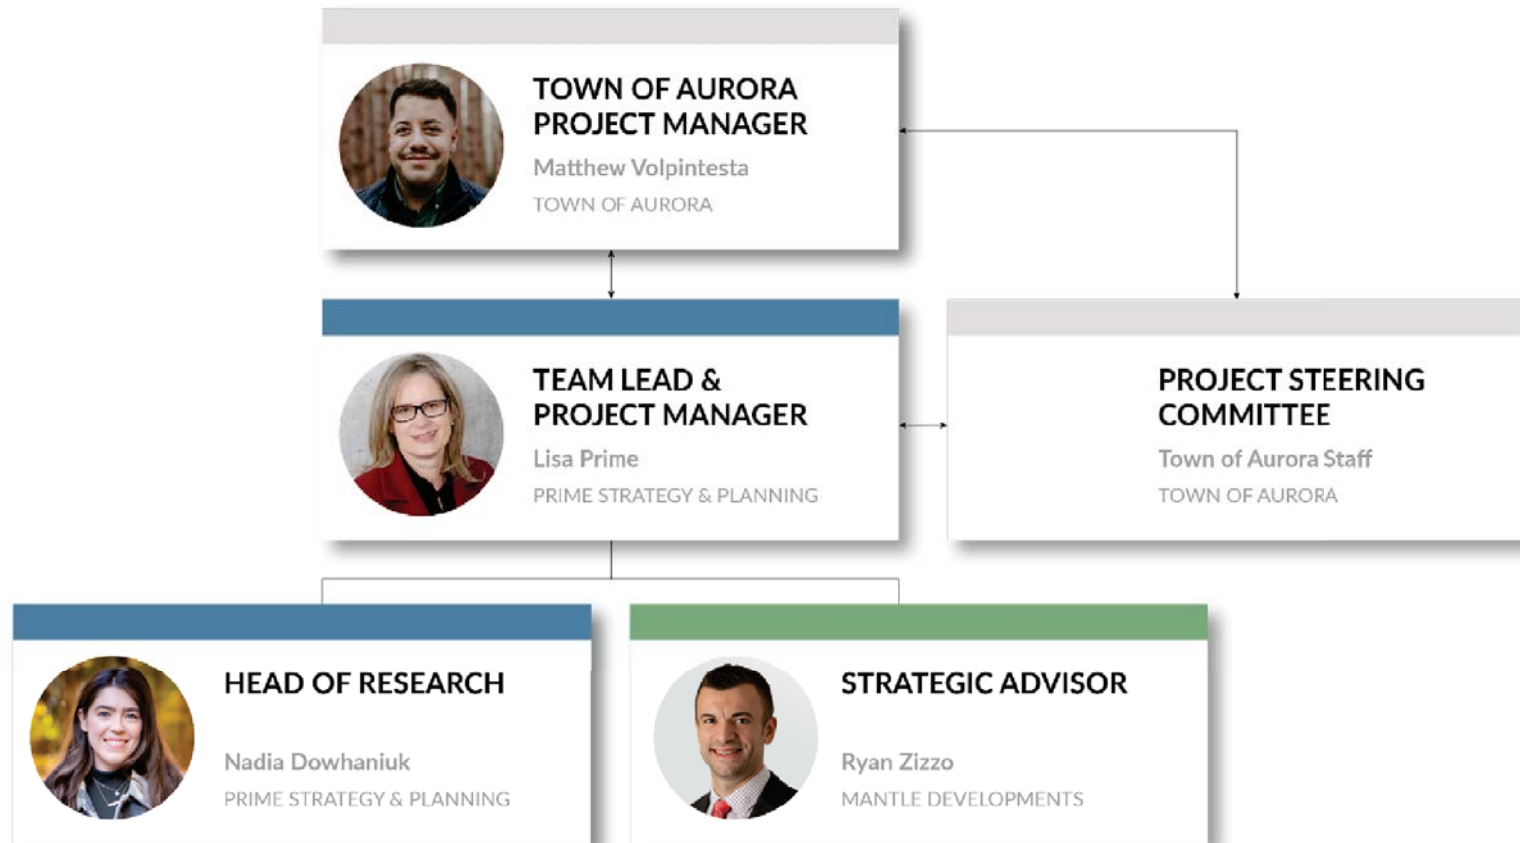 TOWN OF AURORA
PROJECT MANAGER
Matthew Volpintesta
TOWN OF AURORA
TEAM LEAD &
PROJECT MANAGER
Lisa Prime
PRIME STRATEGY & PLANNING
PROJECT STEERING
COMMITTEE
Town of Aurora Staff
TOWN OF AURORA
HEAD OF RESEARCH
Nadia Dowhaniuk
PRIME STRATEGY & PLANNING
STRATEGIC ADVISOR
Ryan Zizzo
MANTLE DEVELOPMENTS